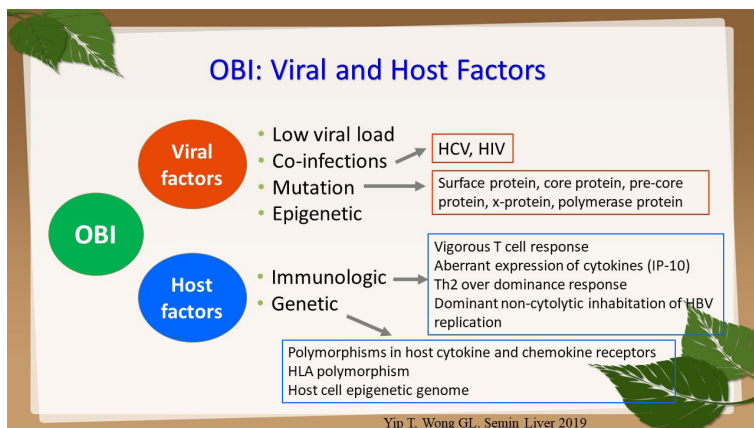 OBI: Viral and Host Factors
OBI
Viral
factors
• Low viral load
• Co-infections
• Mutation
• Epigenetic
HCV, HIV
Surface protein, core protein, pre-core
protein, x-protein, polymerase protein
Host
factors
• Immunologic
• Genetic
Vigorous T cell response
Aberrant expression of cytokines (IP-10)
Th2 over dominance response
Dominant non-cytolytic inhabitation of HBV
replication
Polymorphisms in host cytokine and chemokine receptors
HLA polymorphism
Host cell epigenetic genome
Yip T, Wong GL. Semin Liver 2019